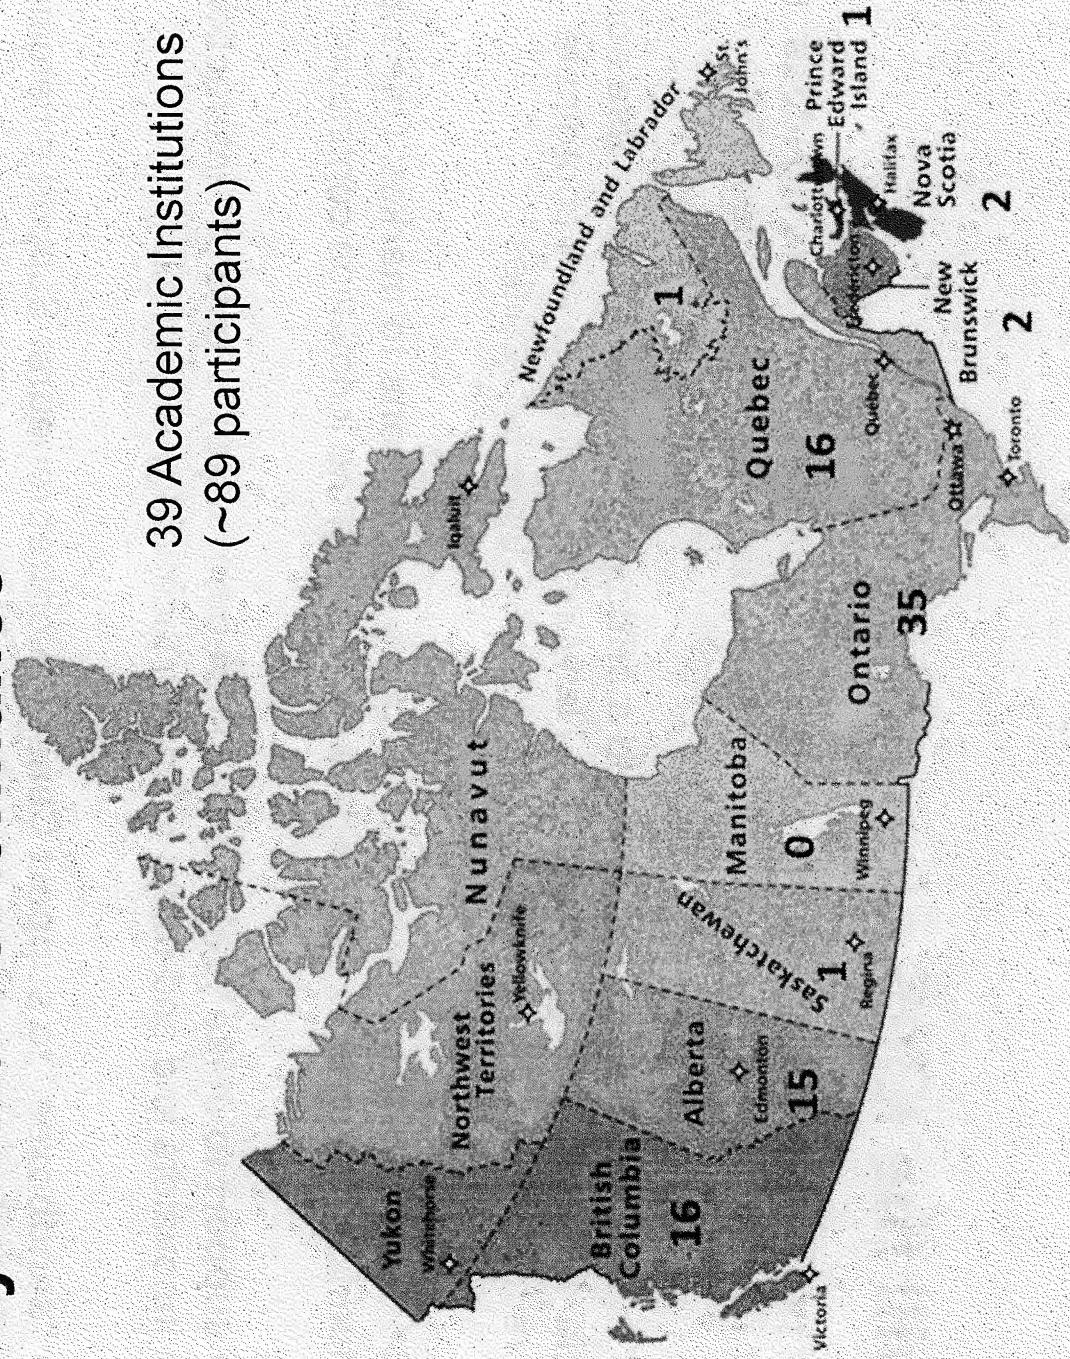 39 Academic Institutions
(~89 participants)
Yukon
Whitehorse
Northwest
Territories
Yellowknife
Nunavut
Iqaluit
British
Columbia
16
Victoria
Alberta
Edmonton
15
Saskatchewan
1
Regina
Manitoba
0
Winnipeg
Ontario
35
Ottawa
Toronto
Quebec
16
Québec
Newfoundland and Labrador
1
St.
John's
New
Brunswick
2
Fredericton
Charlottetown
Prince
Edward
Island
1
Halifax
Nova
Scotia
2